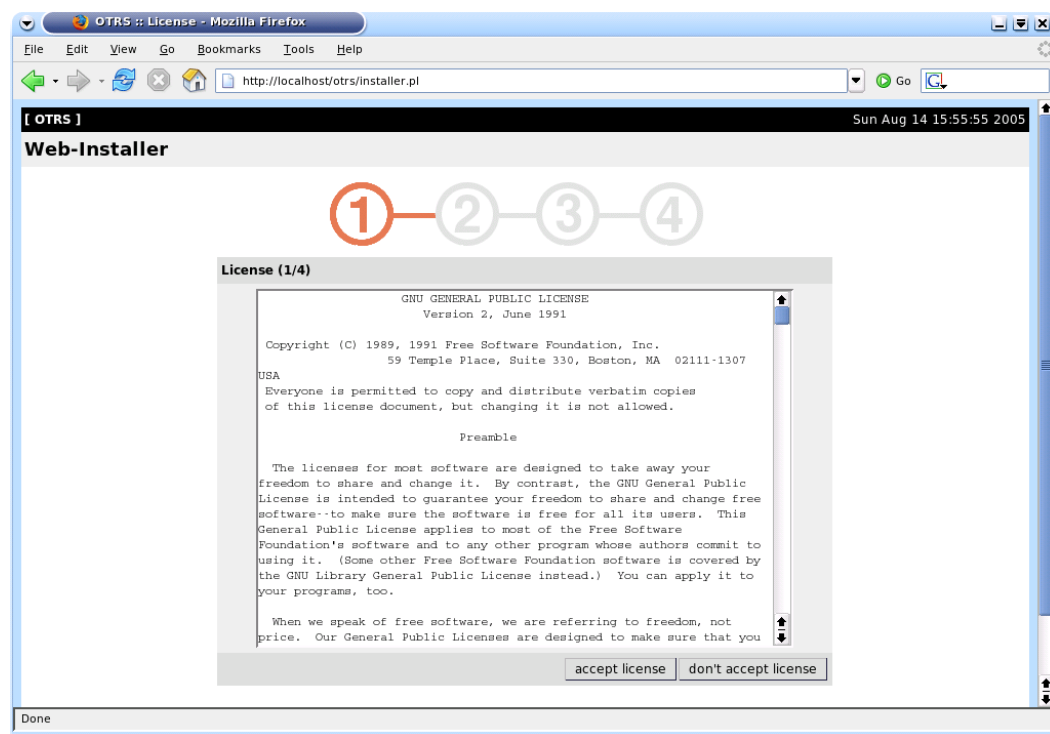 OTRS :: License - Mozilla Firefox
File Edit View Go Bookmarks Tools Help
http://localhost/otrs/installer.pl Go G
[ OTRS ] Sun Aug 14 15:55:55 2005
Web-Installer
1 2 3 4
License (1/4)
GNU GENERAL PUBLIC LICENSE
Version 2, June 1991
Copyright (C) 1989, 1991 Free Software Foundation, Inc.
59 Temple Place, Suite 330, Boston, MA 02111-1307
USA
Everyone is permitted to copy and distribute verbatim copies
of this license document, but changing it is not allowed.
Preamble
The licenses for most software are designed to take away your
freedom to share and change it. By contrast, the GNU General Public
License is intended to guarantee your freedom to share and change free
software--to make sure the software is free for all its users. This
General Public License applies to most of the Free Software
Foundation's software and to any other program whose authors commit to
using it. (Some other Free Software Foundation software is covered by
the GNU Library General Public License instead.) You can apply it to
your programs, too.
When we speak of free software, we are referring to freedom, not
price. Our General Public Licenses are designed to make sure that you
accept license don't accept license
Done